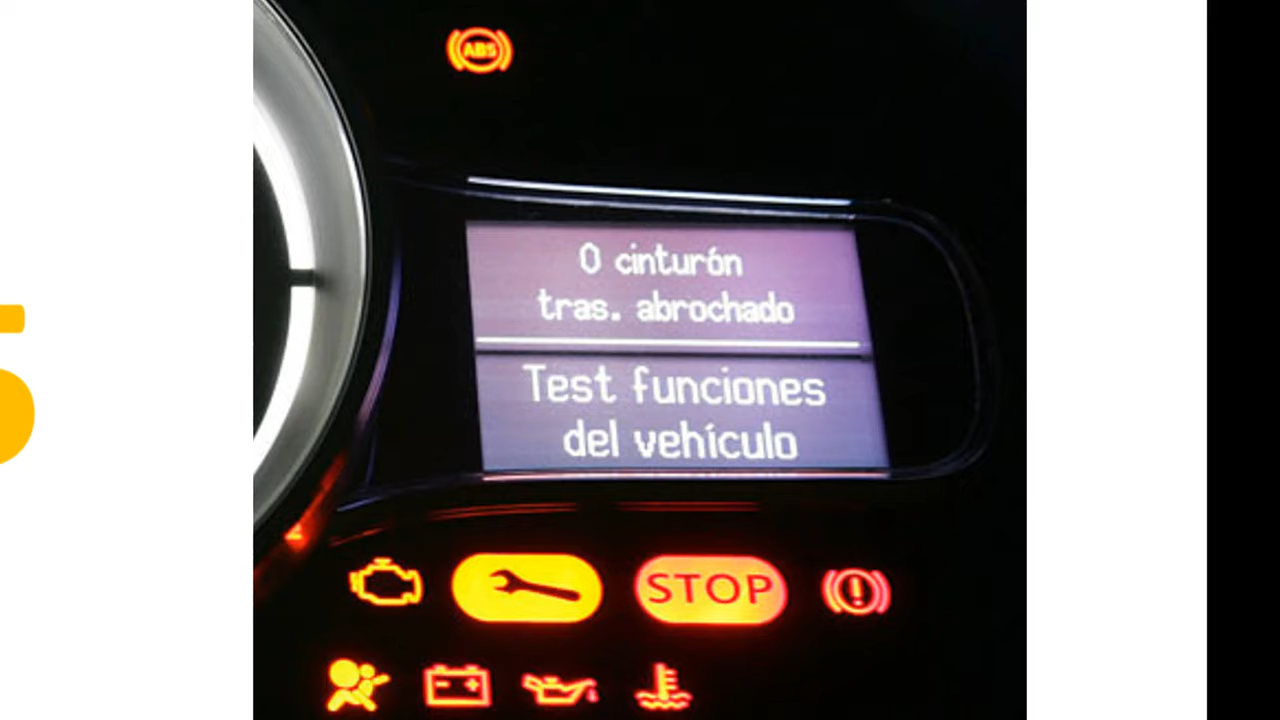 ABS
0 cinturón
tras. abrochado
Test funciones
del vehículo
STOP